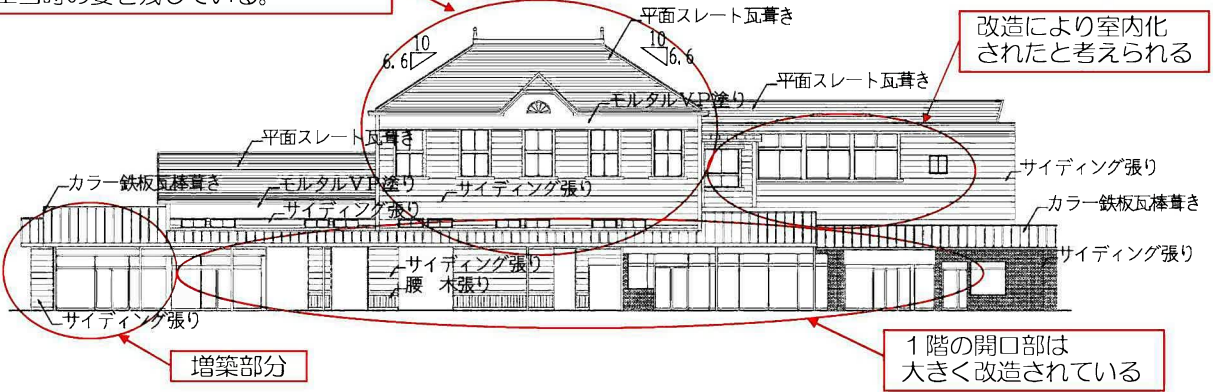 の姿を残している。
平面スレート瓦葺き
改造により室内化
されたと考えられる
10
6.6
10
6.6
平面スレート瓦葺き
モルタルVP塗り
平面スレート瓦葺き
サイディング張り
カラー鉄板瓦棒葺き
モルタルVP塗り
サイディング張り
サイディング張り
カラー鉄板瓦棒葺き
サイディング張り
サイディング張り
腰 木張り
サイディング張り
増築部分
1階の開口部は
大きく改造されている